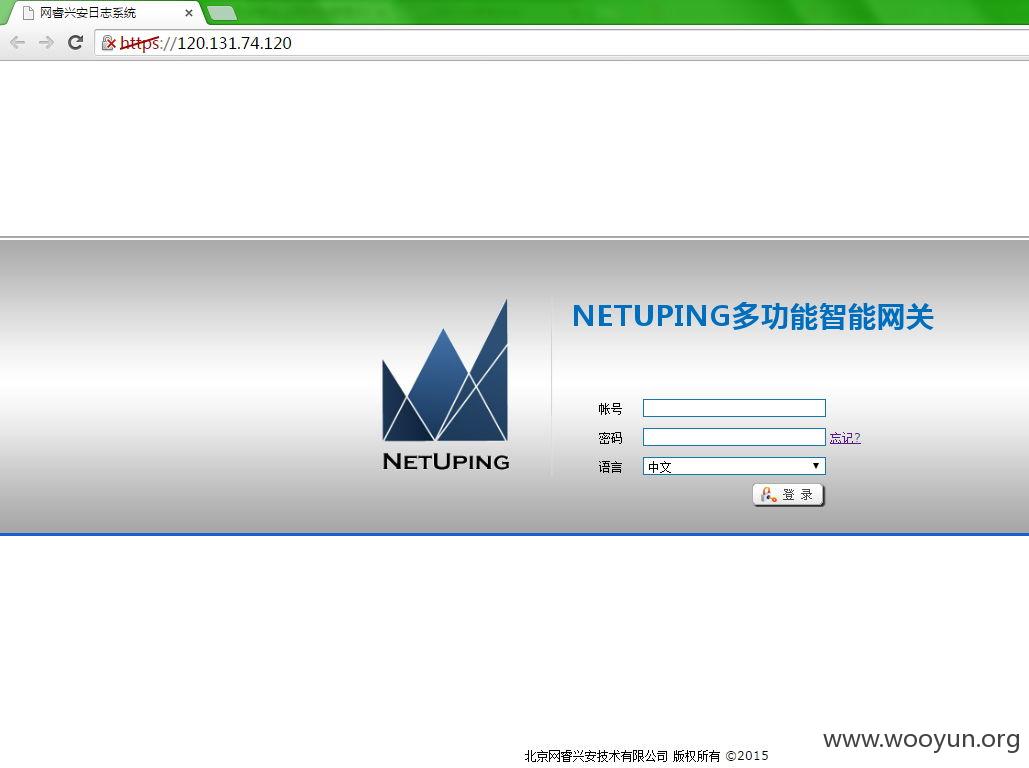 网睿兴安日志系统
https://120.131.74.120
NETUPING多功能智能网关
帐号
密码 忘记?
语言 中文
登 录
NETUPING
北京网睿兴安技术有限公司 版权所有 ©2015
www.wooyun.org